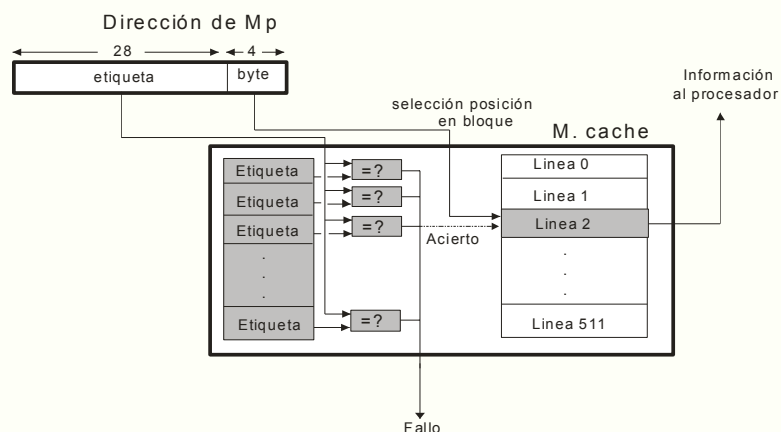 Dirección de Mp
28
4
etiqueta
byte
Información
al procesador
selección posición
en bloque
M. cache
Etiqueta
=?
Linea 0
Etiqueta
=?
Linea 1
Etiqueta
=?
Acierto
Linea 2
.
.
.
.
.
.
Etiqueta
=?
Linea 511
Fallo